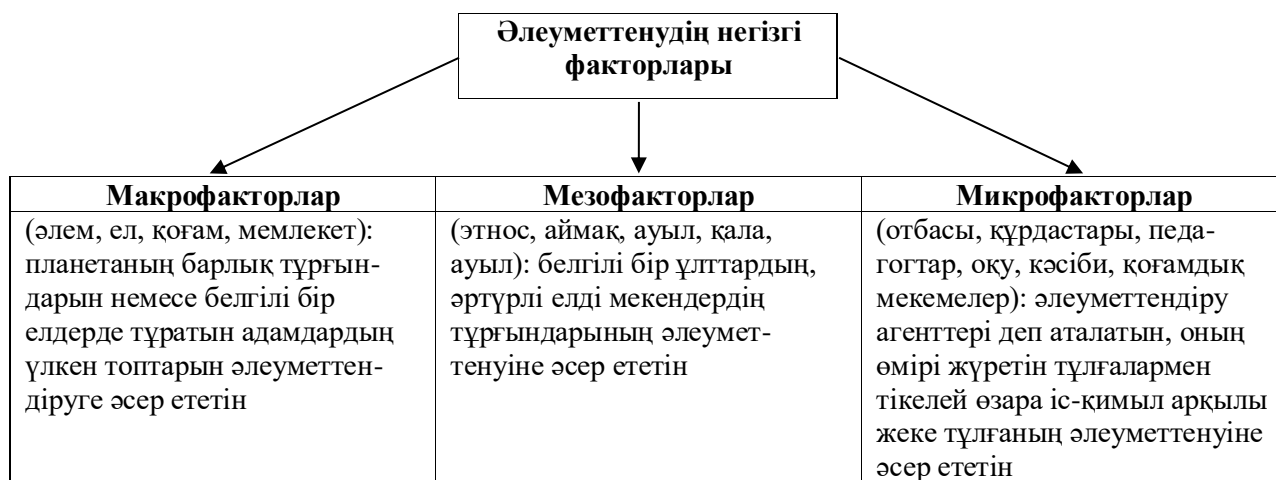 Әлеуметтенудің негізгі
факторлары
Макрофакторлар
(әлем, ел, қоғам, мемлекет):
планетаның барлық тұрғын-
дарын немесе белгілі бір
елдерде тұратын адамдардың
үлкен топтарын әлеуметтен-
діруге әсер ететін
Мезофакторлар
(этнос, аймақ, ауыл, қала,
ауыл): белгілі бір ұлттардың,
әртүрлі елді мекендердің
тұрғындарының әлеумет-
тенуіне әсер ететін
Микрофакторлар
(отбасы, құрдастары, педа-
гогтар, оқу, кәсіби, қоғамдық
мекемелер): әлеуметтендіру
агенттері деп аталатын, оның
өмірі жүретін тұлғалармен
тікелей өзара іс-қимыл арқылы
жеке тұлғаның әлеуметтенуіне
әсер ететін